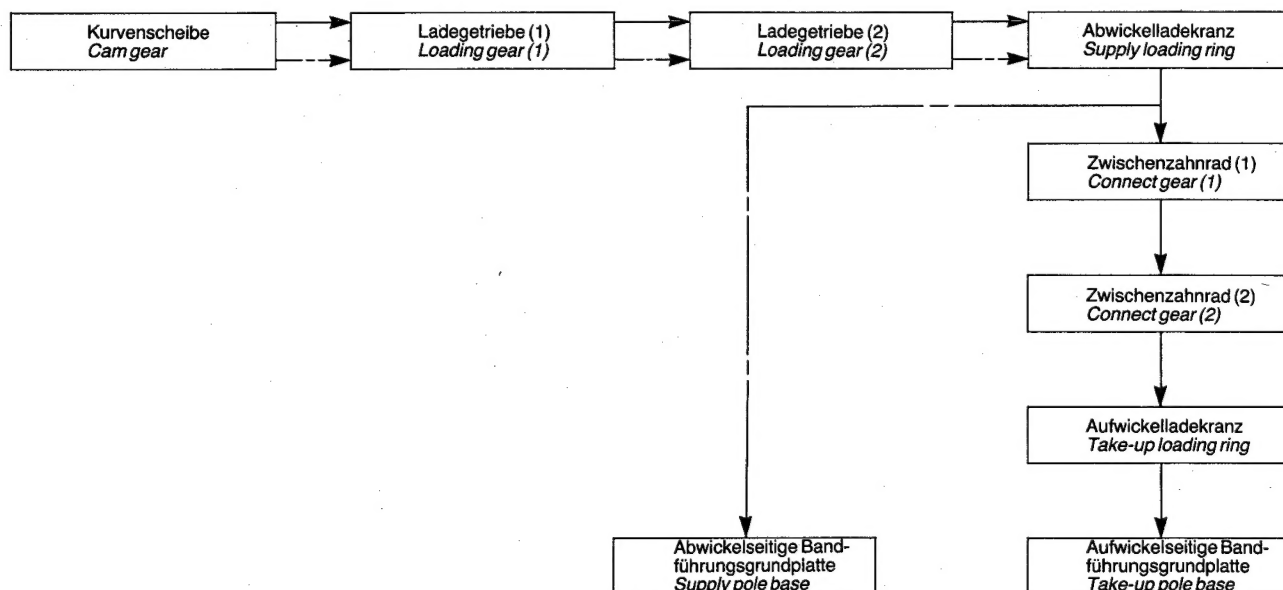 Kurvenscheibe
Cam gear
Ladegetriebe (1)
Loading gear (1)
Ladegetriebe (2)
Loading gear (2)
Abwickelladekranz
Supply loading ring
Zwischenzahnrad (1)
Connect gear (1)
Zwischenzahnrad (2)
Connect gear (2)
Aufwickelladekranz
Take-up loading ring
Abwickelseitige Band-
führungsgrundplatte
Supply pole base
Aufwickelseitige Band-
führungsgrundplatte
Take-up pole base